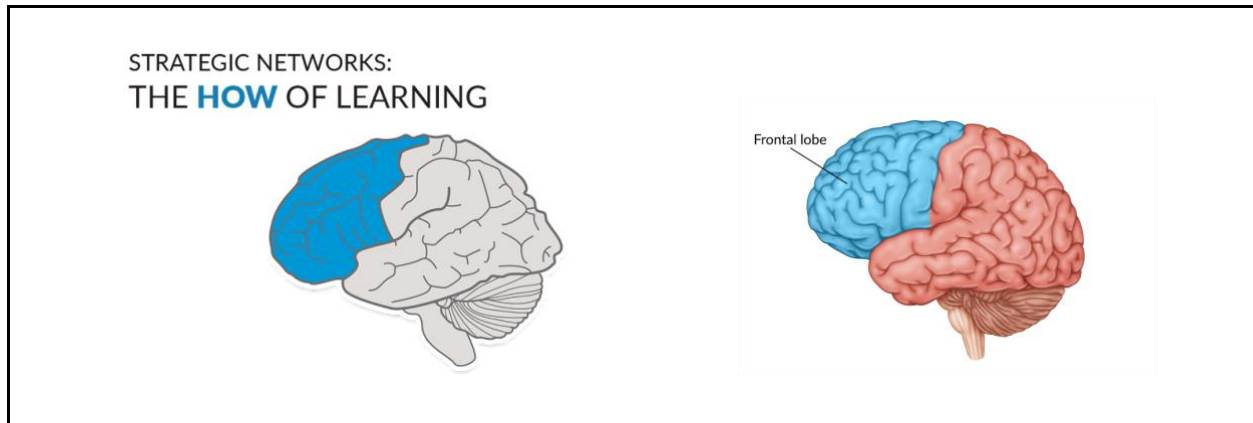 STRATEGIC NETWORKS:
THE HOW OF LEARNING
Frontal lobe